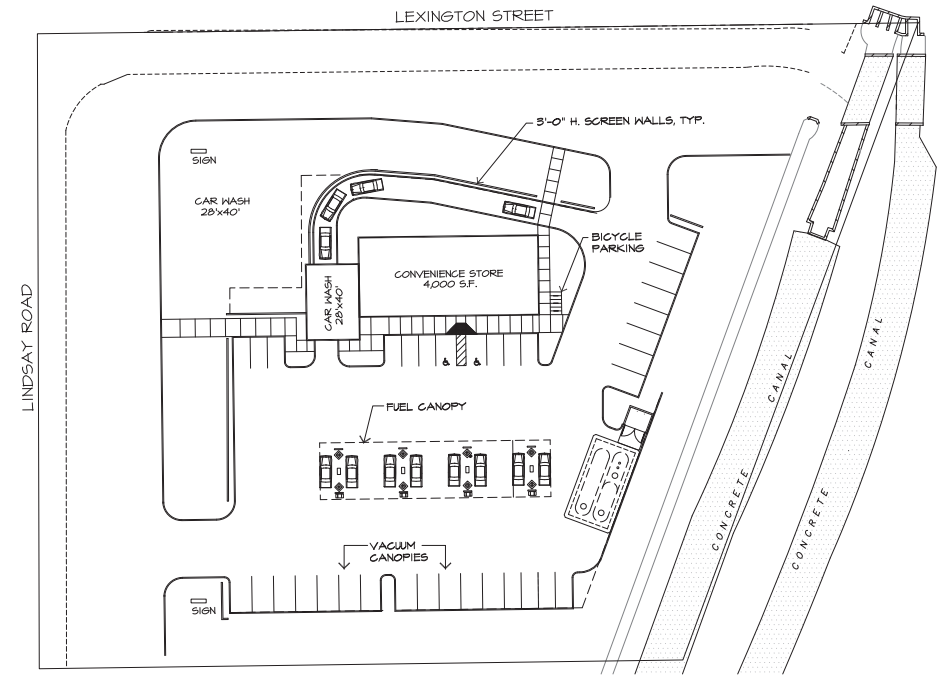 LEXINGTON STREET
3'-0" H. SCREEN WALLS, TYP.
SIGN
CAR WASH
28'x40'
BICYCLE
PARKING
CONVENIENCE STORE
4,000 S.F.
CAR WASH
28'x40'
LINDSAY ROAD
CANAL
CANAL
FUEL CANOPY
CONCRETE
CONCRETE
VACUUM
CANOPIES
SIGN